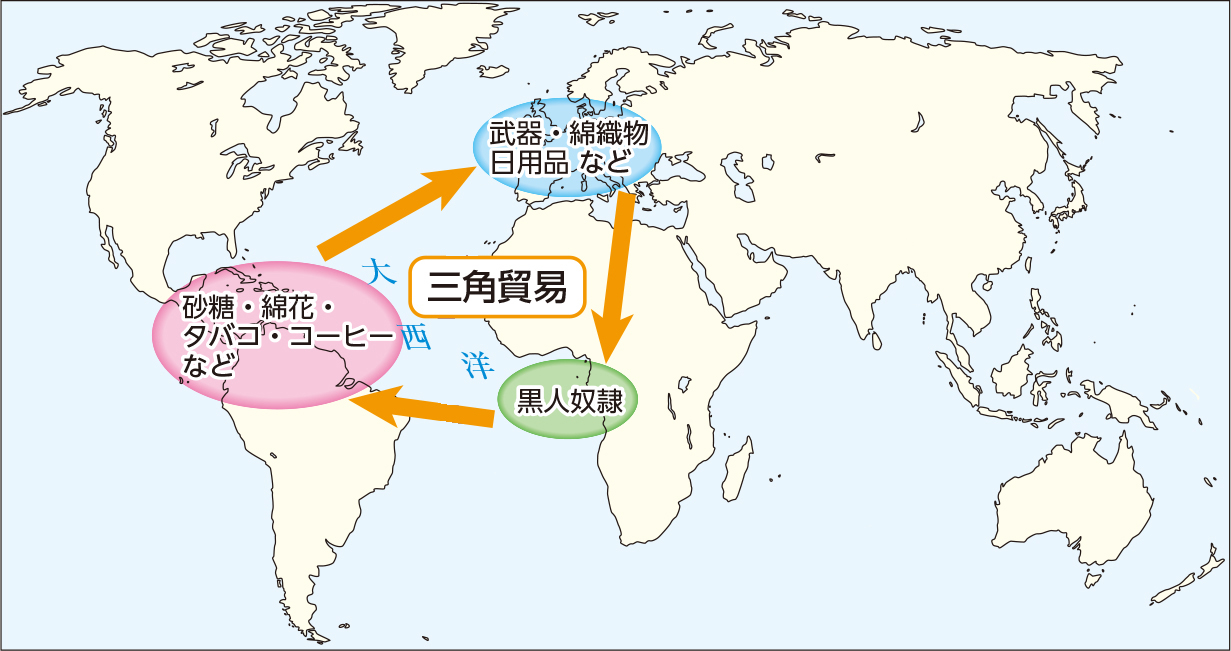 武器・綿織物
日用品 など
大
西
洋
三角貿易
砂糖・綿花・
タバコ・コーヒー
など
黒人奴隷